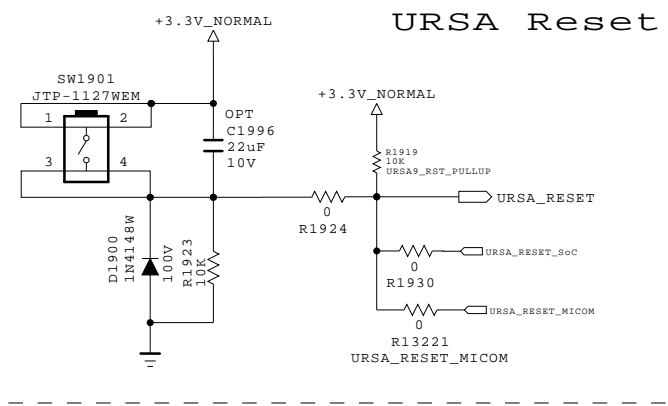 URSA Reset
+3.3V_NORMAL
SW1901
JTP-1127WEM
1 2
3 4
OPT
C1996
22uF
10V
+3.3V_NORMAL
R1919
10K
URSA9_RST_PULLUP
URSA_RESET
0
R1924
D1900
1N4148W
100V
R1923
10K
URSA_RESET_SoC
0
R1930
URSA_RESET_MICOM
0
R13221
URSA_RESET_MICOM